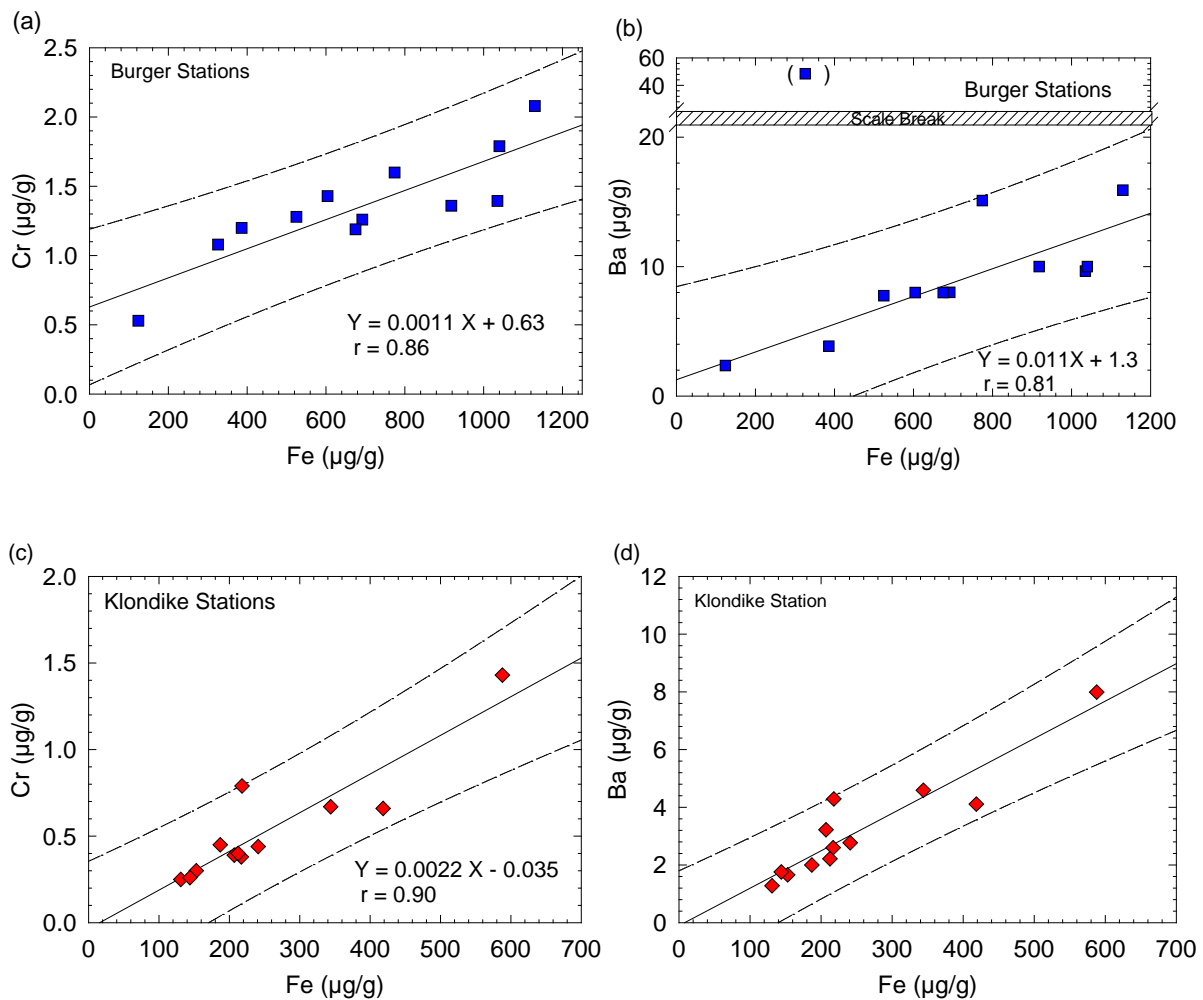 (a)
Burger Stations
2.5
2.0
1.5
1.0
0.5
0.0
Cr (µg/g)
Y = 0.0011 X + 0.63
r = 0.86
0 200 400 600 800 1000 1200
Fe (µg/g)
(b)
60
40
( )
Burger Stations
Scale Break
20
10
0
Ba (µg/g)
Y = 0.011X + 1.3
r = 0.81
0 200 400 600 800 1000 1200
Fe (µg/g)
(c)
Klondike Stations
2.0
1.5
1.0
0.5
0.0
Cr (µg/g)
Y = 0.0022 X - 0.035
r = 0.90
0 100 200 300 400 500 600 700
Fe (µg/g)
(d)
Klondike Station
12
10
8
6
4
2
0
Ba (µg/g)
0 100 200 300 400 500 600 700
Fe (µg/g)